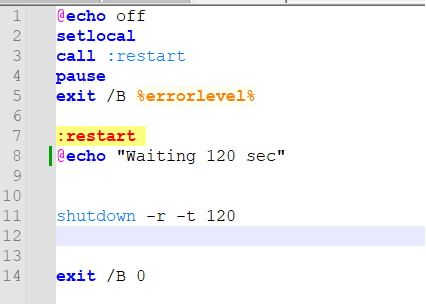 1 @echo off
2 setlocal
3 call :restart
4 pause
5 exit /B %errorlevel%
6
7 :restart
8 @echo "Waiting 120 sec"
9
10
11 shutdown -r -t 120
12
13
14 exit /B 0